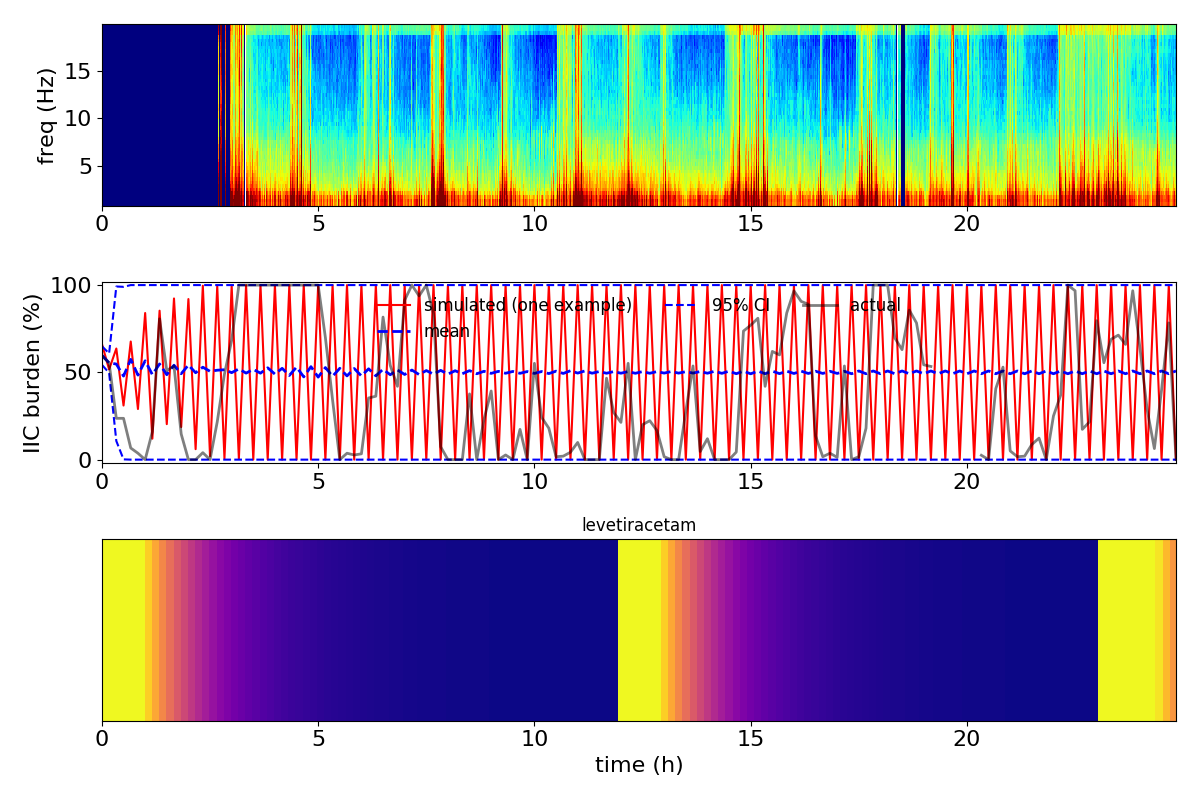 freq (Hz)
15
10
5
0 5 10 15 20
IIC burden (%)
100
50
0
simulated (one example) 95% CI actual
mean
0 5 10 15 20
levetiracetam
0 5 10 15 20
time (h)